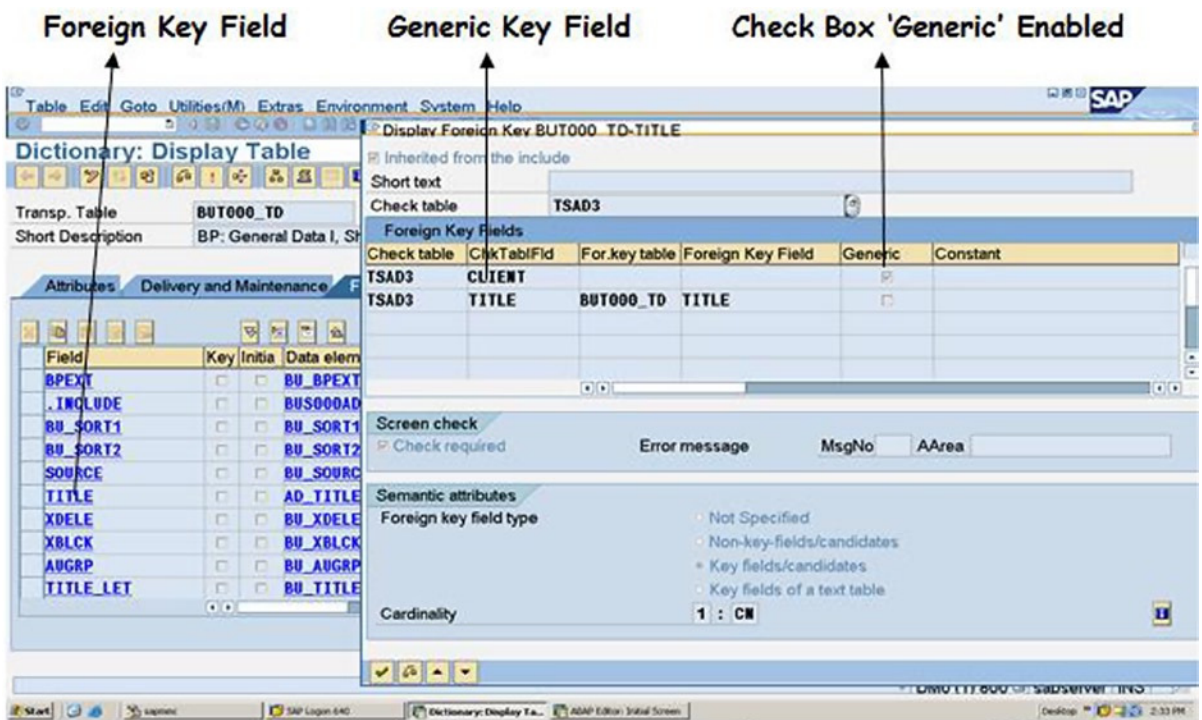 Foreign Key Field Generic Key Field Check Box 'Generic' Enabled
Table Edit Goto Utilities(M) Extras Environment System Help
SAP
Display Foreign Key BUT000_TD-TITLE
Dictionary: Display Table
Inherited from the include
Short text
Transp. Table BUT000_TD
Check table TSAD3
Short Description BP: General Data I, Sh
Foreign Key Fields
Check table ChkTablFld For.key table Foreign Key Field Generic Constant
TSAD3 CLIENT
TSAD3 TITLE BUT000_TD TITLE
Attributes Delivery and Maintenance F
Field Key Initia Data elem
BPEXT BU_BPEXT
.INCLUDE BUS000AD
BU_SORT1 BU_SORT1
BU_SORT2 BU_SORT2
SOURCE BU_SOURC
TITLE AD_TITLE
XDELE BU_XDELE
XBLCK BU_XBLCK
AUGRP BU_AUGRP
TITLE_LET BU_TITLE
Screen check
Check required Error message MsgNo AArea
Semantic attributes
Foreign key field type
Not Specified
Non-key-fields/candidates
Key fields/candidates
Key fields of a text table
Cardinality 1 : CN
Start SAP Logon 640 Dictionary: Display Ta... ABAP Editor: Initial Screen Desktop 2:33 PM